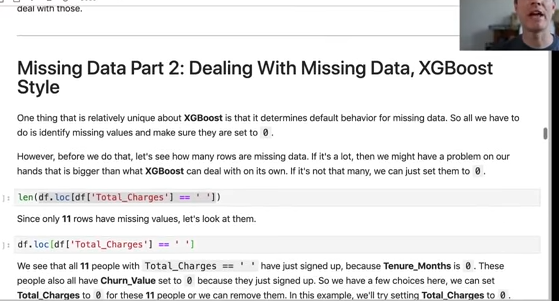 deal with those.
Missing Data Part 2: Dealing With Missing Data, XGBoost
Style
One thing that is relatively unique about XGBoost is that it determines default behavior for missing data. So all we have to
do is identify missing values and make sure they are set to 0 .
However, before we do that, let's see how many rows are missing data. If it's a lot, then we might have a problem on our
hands that is bigger than what XGBoost can deal with on its own. If it's not that many, we can just set them to 0 .
]: len(df.loc[df['Total_Charges'] == ' '])
Since only 11 rows have missing values, let's look at them.
]: df.loc[df['Total_Charges'] == ' ']
We see that all 11 people with Total_Charges == ' ' have just signed up, because Tenure_Months is 0 . These
people also all have Churn_Value set to 0 because they just signed up. So we have a few choices here, we can set
Total_Charges to 0 for these 11 people or we can remove them. In this example, we'll try setting Total_Charges to 0.